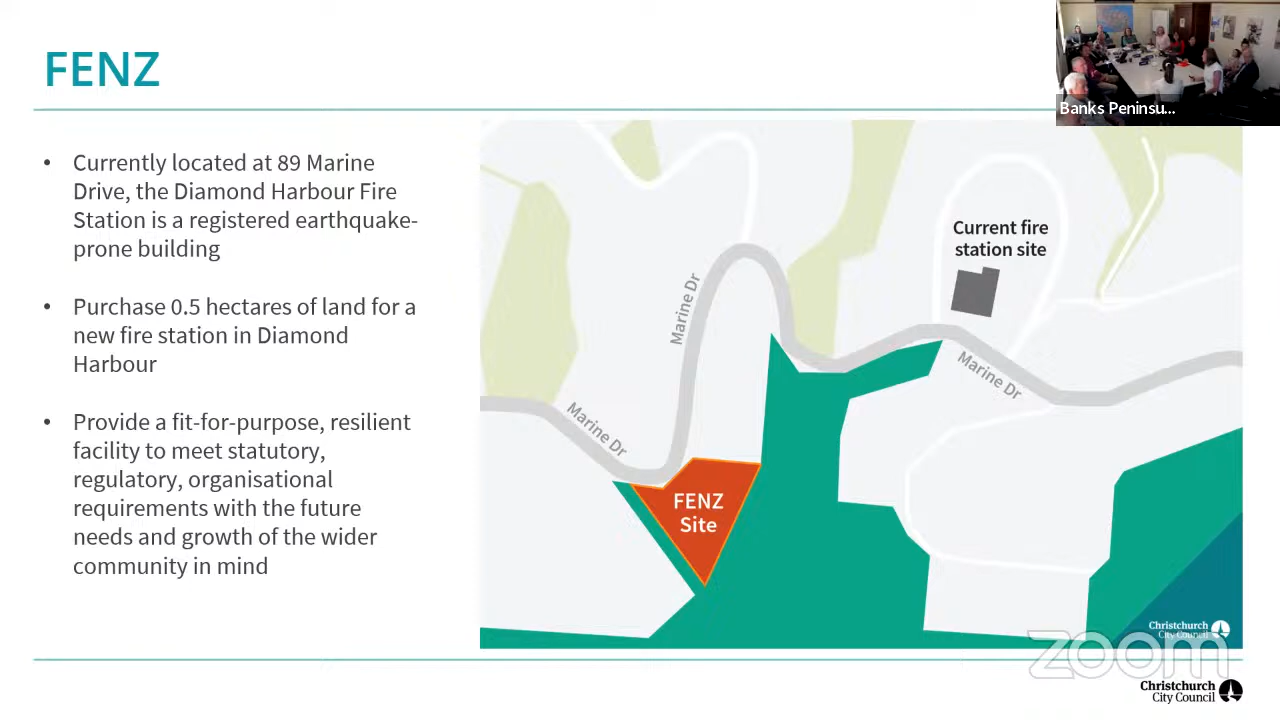 FENZ
Banks Peninsu...
• Currently located at 89 Marine
Drive, the Diamond Harbour Fire
Station is a registered earthquake-
prone building
• Purchase 0.5 hectares of land for a
new fire station in Diamond
Harbour
• Provide a fit-for-purpose, resilient
facility to meet statutory,
regulatory, organisational
requirements with the future
needs and growth of the wider
community in mind
Current fire
station site
Marine Dr
Marine Dr
Marine Dr
FENZ
Site
Christchurch
City Council
zoom
Christchurch
City Council